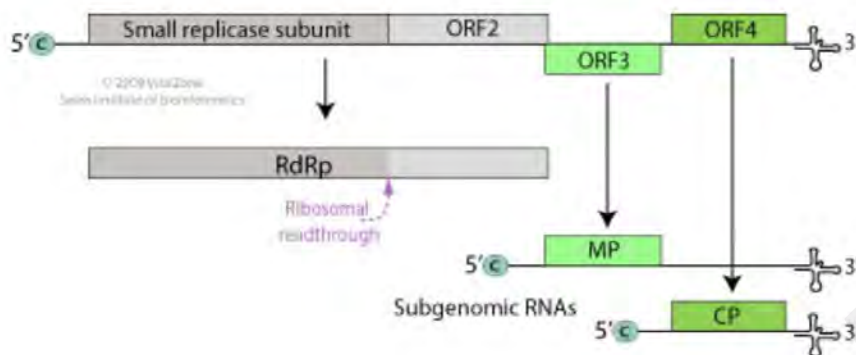 Small replicase subunit ORF2 ORF4
5' C 3'
ORF3
© 2009 ViralZone
Swiss Institute of Bioinformatics
RdRp
Ribosomal
readthrough
MP
5' C 3
Subgenomic RNAs
CP
5' C 3